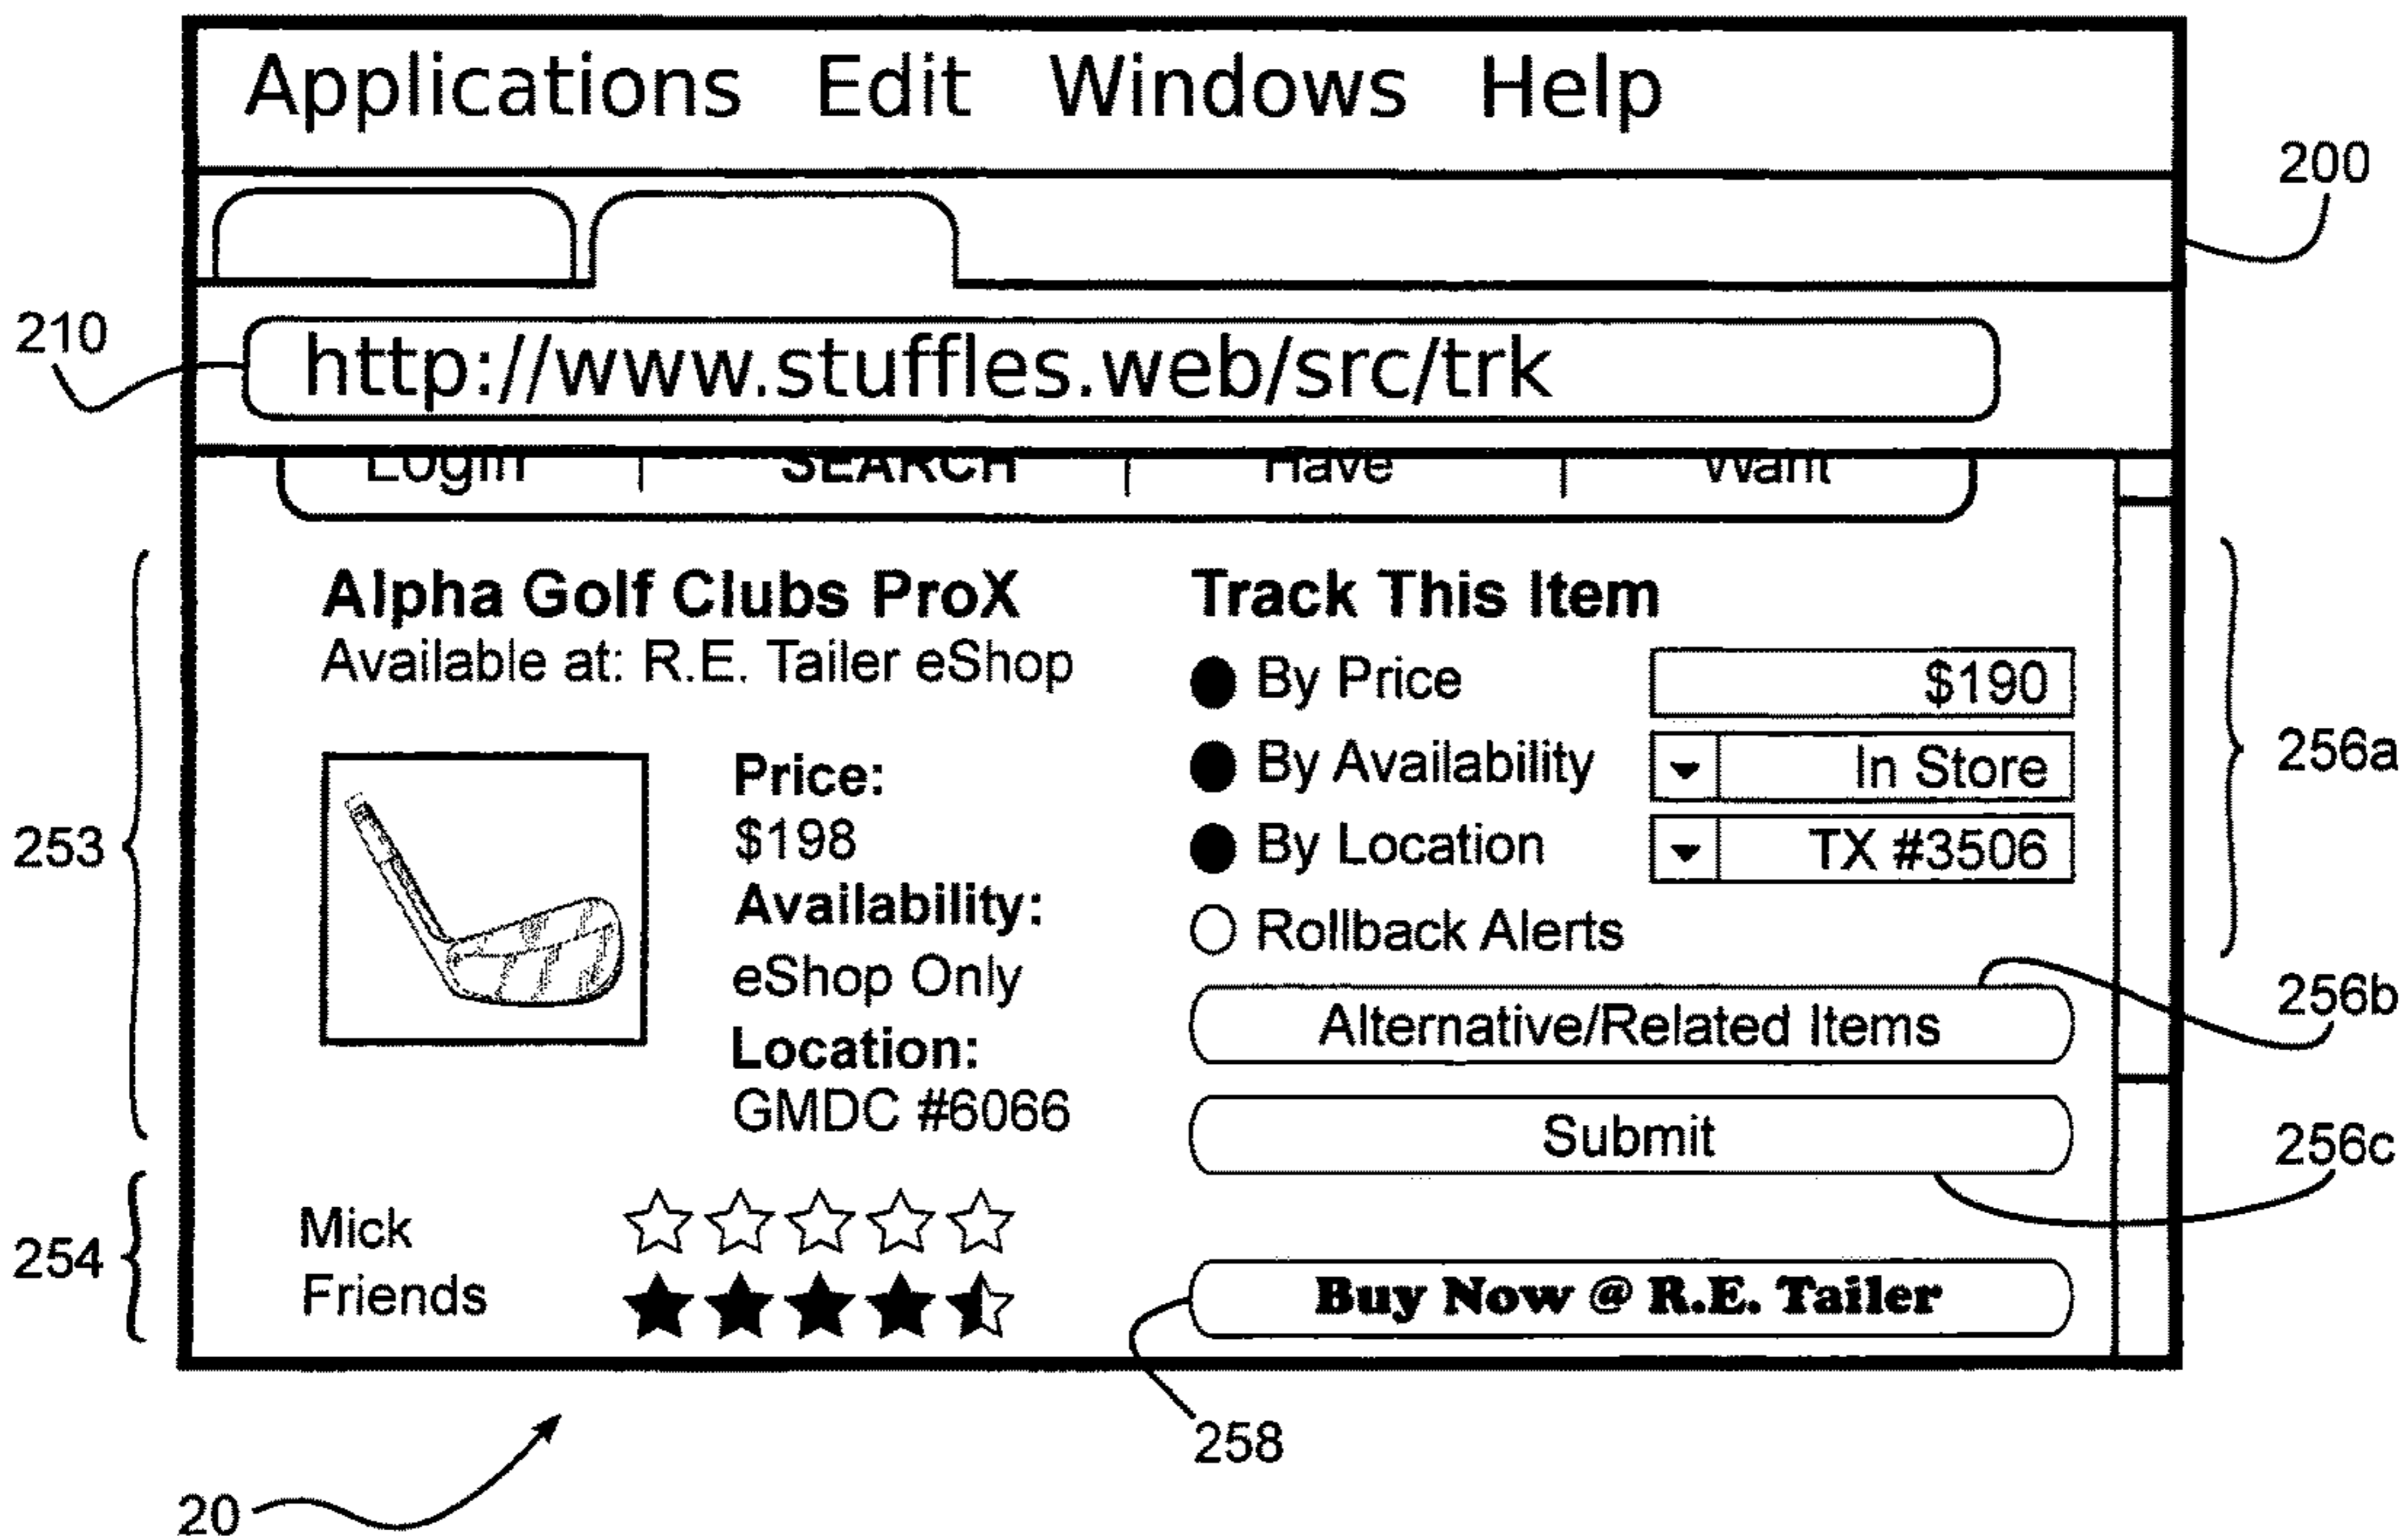 Applications Edit Windows Help
200
210
http://www.stuffles.web/src/trk
Login SEARCH Have Want
Alpha Golf Clubs ProX
Available at: R.E. Tailer eShop
Price:
$198
Availability:
eShop Only
Location:
GMDC #6066
253
Track This Item
By Price $190
By Availability In Store
By Location TX #3506
Rollback Alerts
256a
Alternative/Related Items
256b
Submit
256c
254
Mick
Friends
Buy Now @ R.E. Tailer
258
20